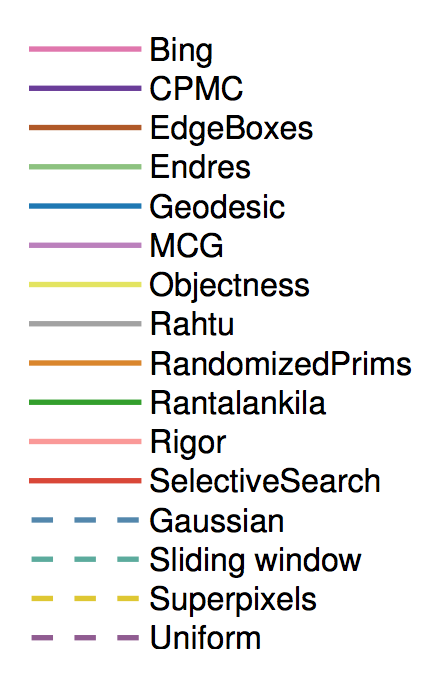 Bing
CPMC
EdgeBoxes
Endres
Geodesic
MCG
Objectness
Rahtu
RandomizedPrims
Rantalankila
Rigor
SelectiveSearch
Gaussian
Sliding window
Superpixels
Uniform